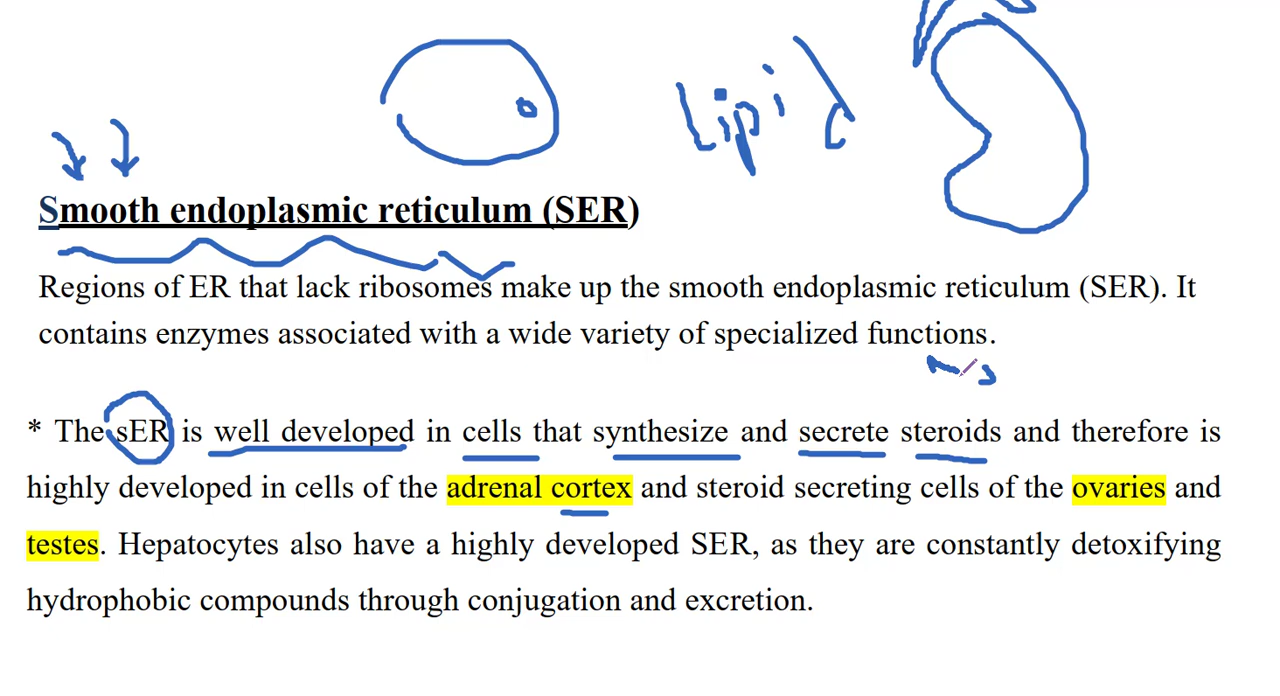 lipid
Smooth endoplasmic reticulum (SER)
Regions of ER that lack ribosomes make up the smooth endoplasmic reticulum (SER). It
contains enzymes associated with a wide variety of specialized functions.
* The sER is well developed in cells that synthesize and secrete steroids and therefore is
highly developed in cells of the adrenal cortex and steroid secreting cells of the ovaries and
testes. Hepatocytes also have a highly developed SER, as they are constantly detoxifying
hydrophobic compounds through conjugation and excretion.